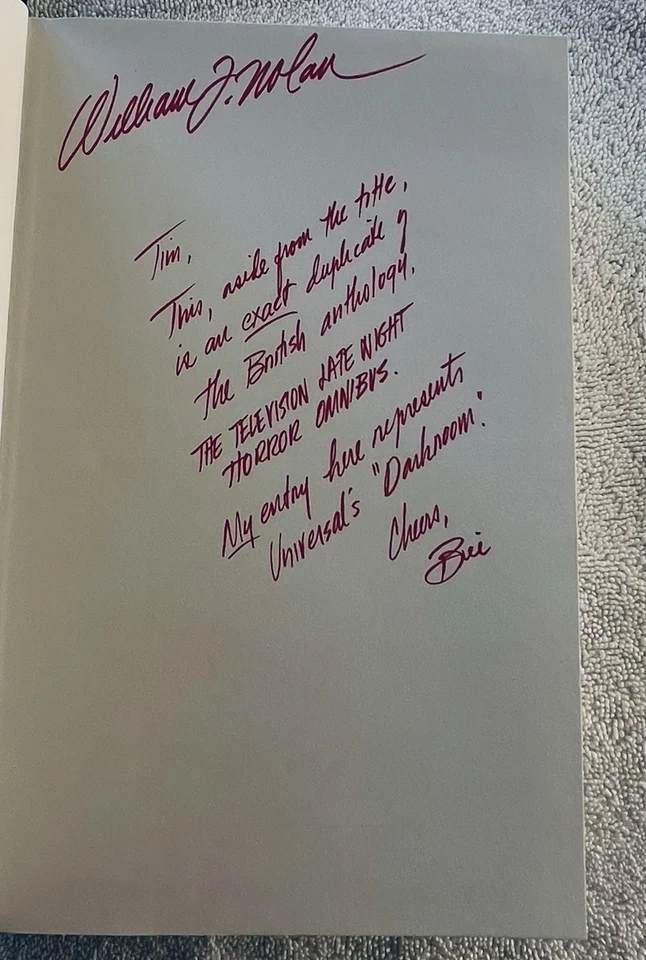 William F. Nolan
Tim,
This, aside from the title,
is an exact duplicate of
the British anthology,
THE TELEVISION LATE NIGHT
HORROR OMNIBUS.
My entry here represents
Universal's "Darkroom."
Cheers,
Bill